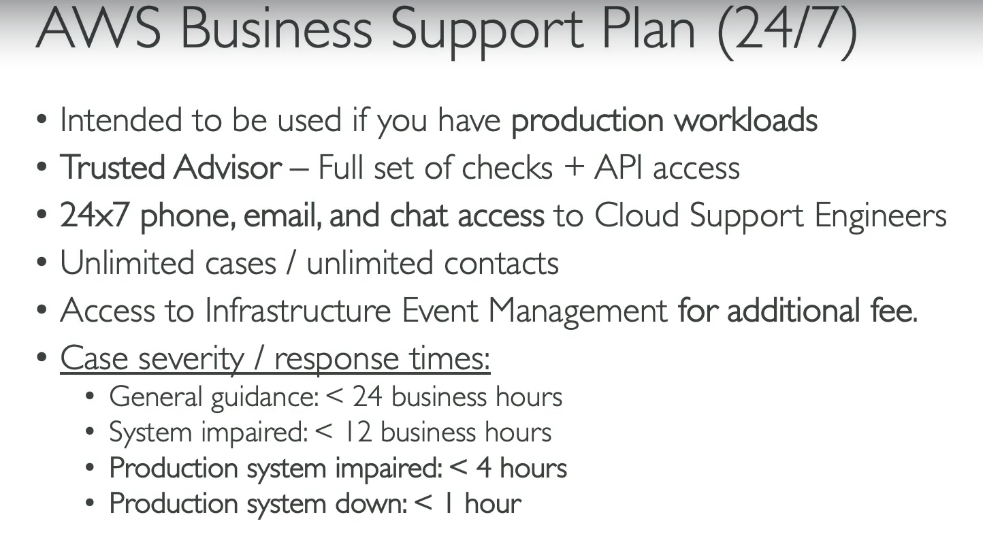 AWS Business Support Plan (24/7)
• Intended to be used if you have production workloads
• Trusted Advisor – Full set of checks + API access
• 24x7 phone, email, and chat access to Cloud Support Engineers
• Unlimited cases / unlimited contacts
• Access to Infrastructure Event Management for additional fee.
• Case severity / response times:
• General guidance: < 24 business hours
• System impaired: < 12 business hours
• Production system impaired: < 4 hours
• Production system down: < 1 hour